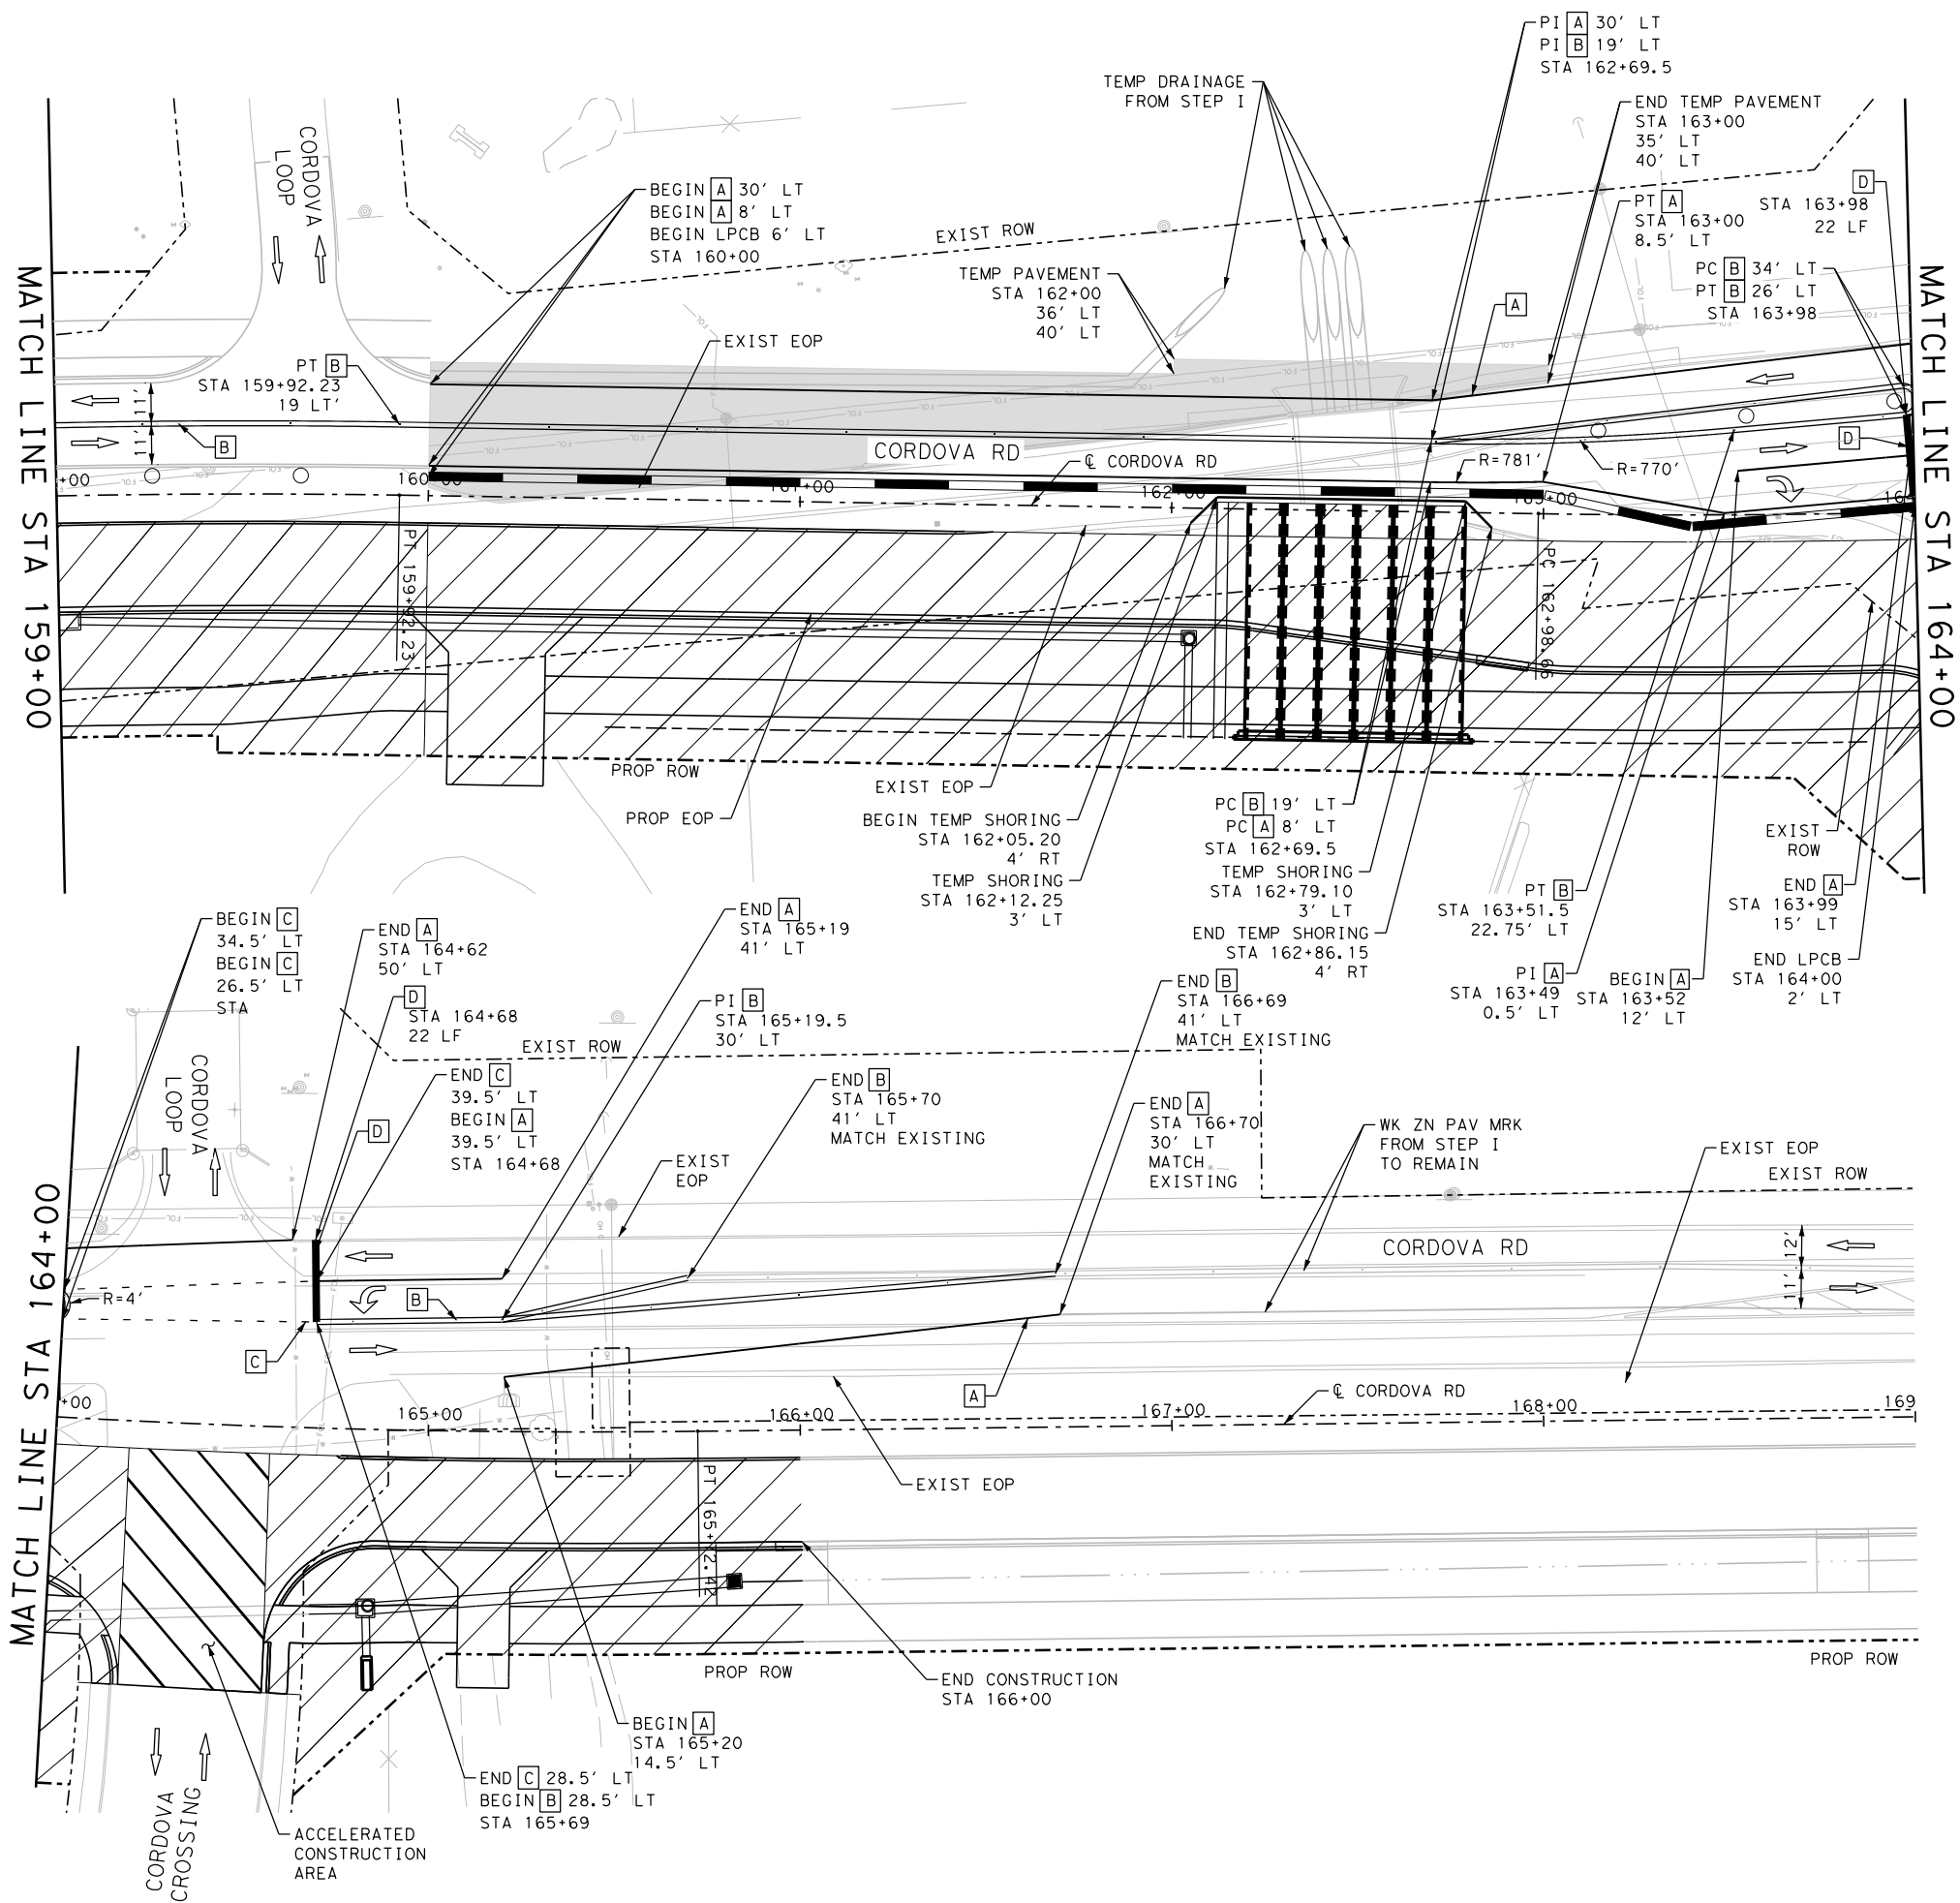 PI A 30' LT
PI B 19' LT
STA 162+69.5
TEMP DRAINAGE
FROM STEP I
END TEMP PAVEMENT
STA 163+00
35' LT
40' LT
CORDOVA
LOOP
BEGIN A 30' LT
BEGIN A 8' LT
BEGIN LPCB 6' LT
STA 160+00
EXIST ROW
D
STA 163+98
22 LF
PT A
STA 163+00
8.5' LT
TEMP PAVEMENT
STA 162+00
36' LT
40' LT
PC B 34' LT
PT B 26' LT
STA 163+98
A
EXIST EOP
MATCH LINE STA 159+00
MATCH LINE STA 164+00
PT B
STA 159+92.23
19 LT'
11'
11'
B
CORDOVA RD
℄ CORDOVA RD
R=781'
R=770'
D
+00
160+00
161+00
162+00
163+00
PT 159+92.23
PC 162+98.66
PROP ROW
EXIST EOP
PROP EOP
BEGIN TEMP SHORING
STA 162+05.20
4' RT
TEMP SHORING
STA 162+12.25
3' LT
PC B 19' LT
PC A 8' LT
STA 162+69.5
TEMP SHORING
STA 162+79.10
3' LT
END TEMP SHORING
STA 162+86.15
4' RT
PT B
STA 163+51.5
22.75' LT
PI A
STA 163+49
0.5' LT
BEGIN A
STA 163+52
12' LT
EXIST
ROW
END A
STA 163+99
15' LT
END LPCB
STA 164+00
2' LT
BEGIN C
34.5' LT
BEGIN C
26.5' LT
STA
END A
STA 164+62
50' LT
D
STA 164+68
22 LF
END A
STA 165+19
41' LT
PI B
STA 165+19.5
30' LT
END B
STA 166+69
41' LT
MATCH EXISTING
EXIST ROW
CORDOVA
LOOP
END C
39.5' LT
BEGIN A
39.5' LT
STA 164+68
D
END B
STA 165+70
41' LT
MATCH EXISTING
END A
STA 166+70
30' LT
MATCH
EXISTING
WK ZN PAV MRK
FROM STEP I
TO REMAIN
EXIST EOP
EXIST ROW
EXIST
EOP
MATCH LINE STA 164+00
R=4'
B
C
CORDOVA RD
12'
11'
A
℄ CORDOVA RD
+00
165+00
166+00
167+00
168+00
169
EXIST EOP
PT 165+72.42
PROP ROW
PROP ROW
END CONSTRUCTION
STA 166+00
BEGIN A
STA 165+20
14.5' LT
END C 28.5' LT
BEGIN B 28.5' LT
STA 165+69
ACCELERATED
CONSTRUCTION
AREA
CORDOVA
CROSSING